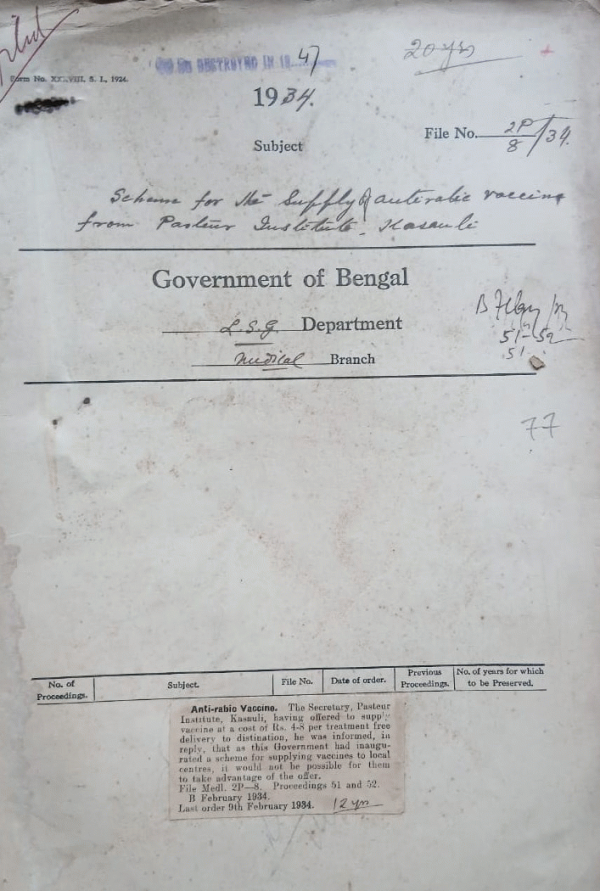 DESTROYED IN 19 47
20 yrs
Form No. XXXVIII. S. I., 1924.
1934.
Subject
File No. 2P/8/34.
Scheme for the Supply of antirabic vaccine
from Pasteur Institute, Kasauli
Government of Bengal
L.S.G. Department
Medical Branch
B
51-52
51
77
No. of Proceedings.
Subject.
File No.
Date of order.
Previous Proceedings.
No. of years for which to be Preserved.
Anti-rabic Vaccine. The Secretary, Pasteur
Institute, Kasauli, having offered to supply
vaccine at a cost of Rs. 4-8 per treatment free
delivery to distination, he was informed, in
reply, that as this Government had inaugu-
rated a scheme for supplying vaccines to local
centres, it would not be possible for them
to take advantage of the offer.
File Medl. 2P—8. Proceedings 51 and 52.
B February 1934.
Last order 9th February 1934. 12 yrs